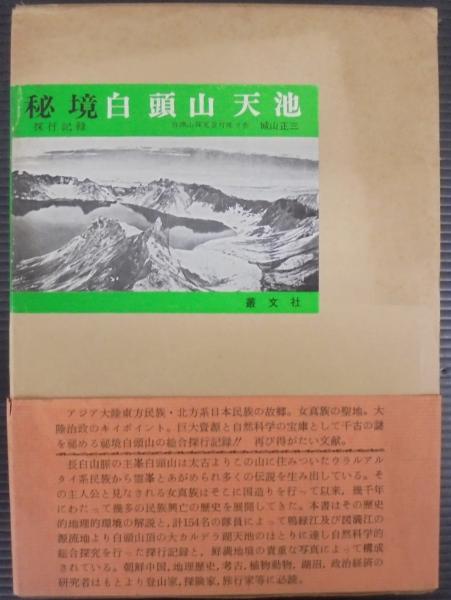 秘境白頭山天池
探行記録 城山正三
叢文社
アジア大陸東方民族・北方系日本民族の故郷。女真族の聖地。大
陸治政のキイポイント。巨大資源と自然科学の宝庫として千古の謎
を秘める秘境白頭山の総合探行記録!! 再び得がたい文献。
長白山脈の主峯白頭山は太古よりこの山に住みついたウラルアル
タイ系民族から霊峯とあがめられ多くの伝説を生み出している。そ
の主人公と見なされる女真族はそこに国造りを行って以来，幾千年
にわたって幾多の民族興亡の歴史を展開してきた。本書はその歴史
的地理的環境の解説と，計154名の隊員によって鴨緑江及び図満江の
源流地より白頭山頂の大カルデラ湖天池のほとりに達し自然科学的
総合探究を行った探行記録と，鮮満地境の貴重な写真によって構成
されている。朝鮮中国，地理歴史，考古，植物動物，湖沼，政治経済の
研究者はもとより登山家，探険家，旅行家等に必読。